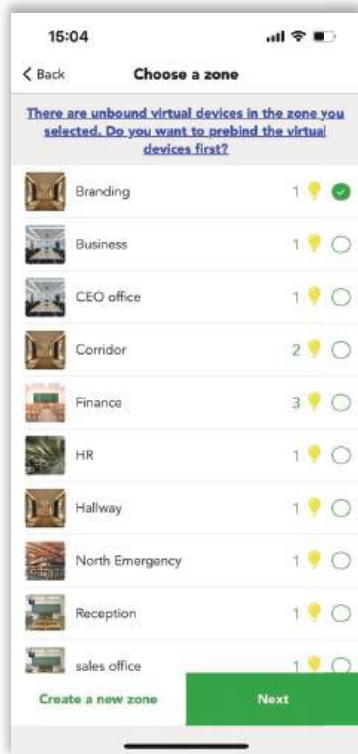 15:04
Back Choose a zone
There are unbound virtual devices in the zone you
selected. Do you want to prebind the virtual
devices first?
Branding 1
Business 1
CEO office 1
Corridor 2
Finance 3
HR 1
Hallway 1
North Emergency 1
Reception 1
sales office 1
Create a new zone Next